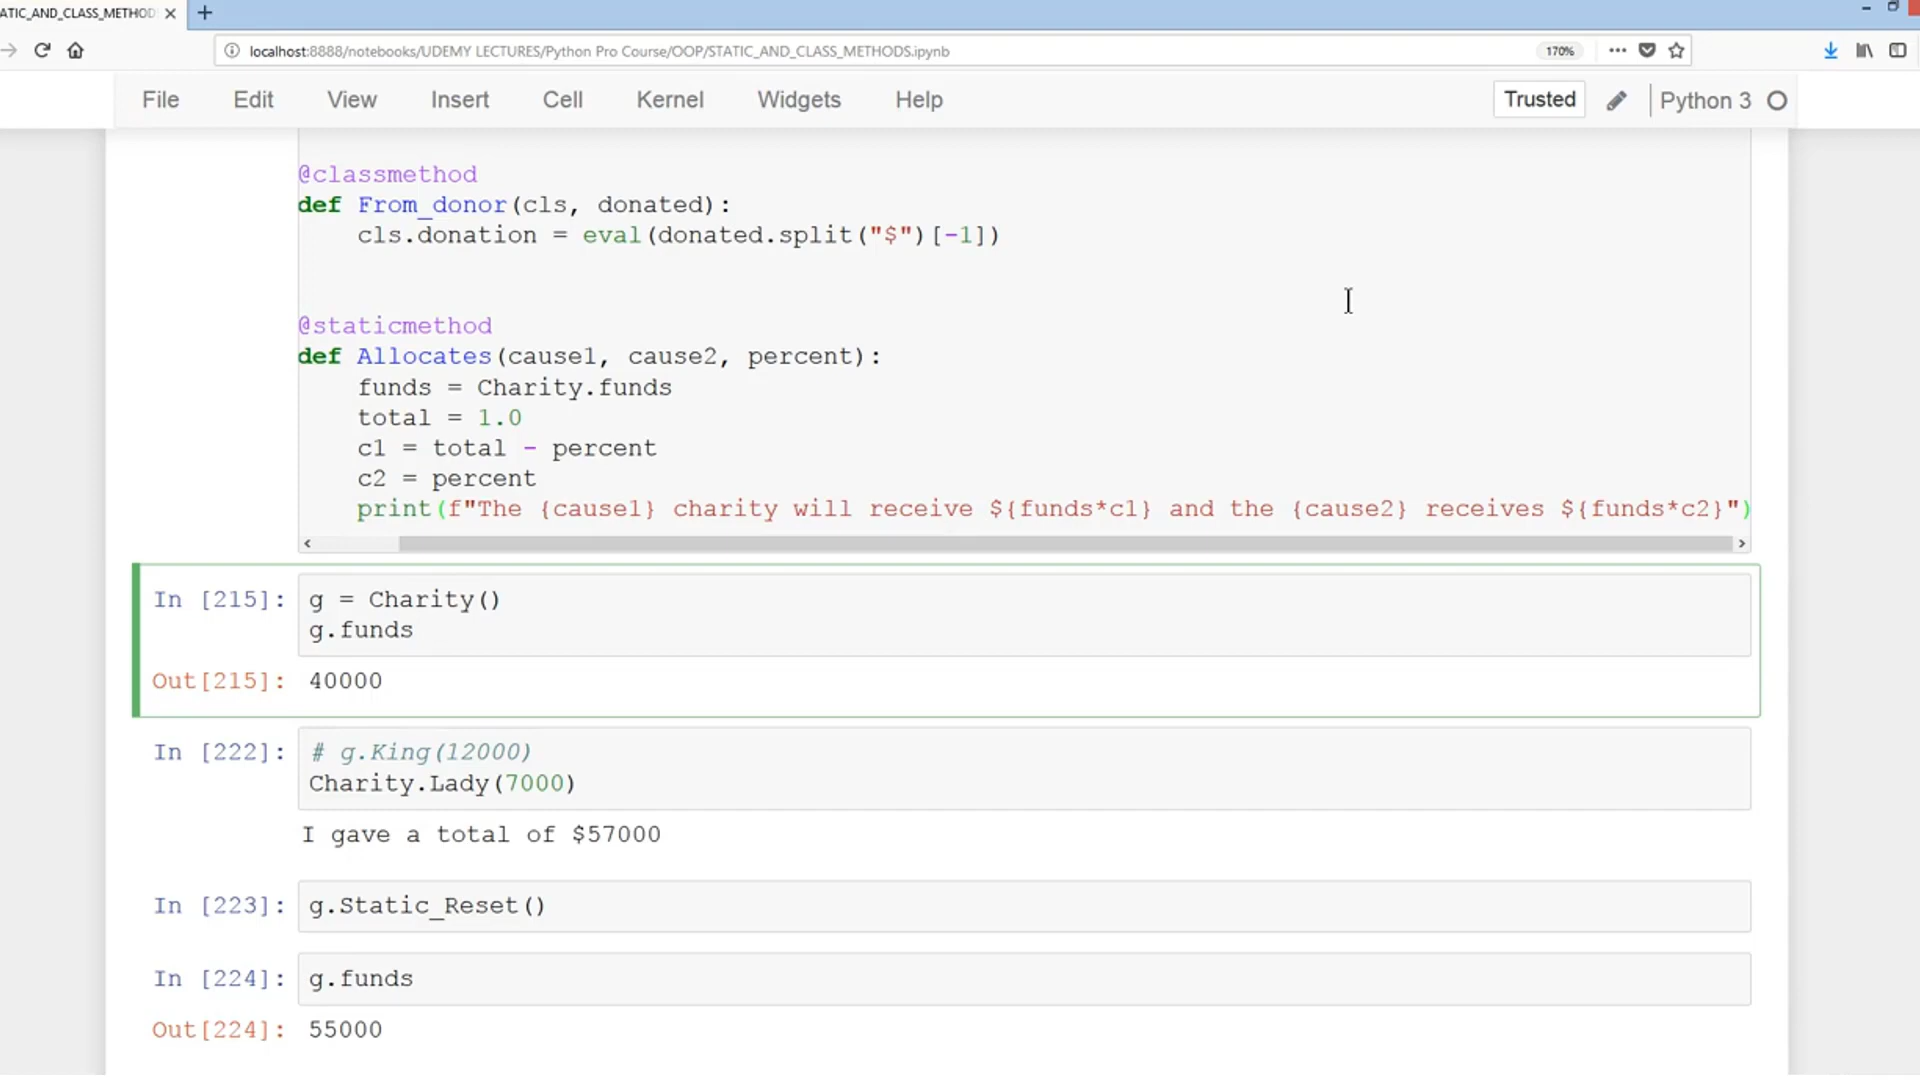 ATIC_AND_CLASS_METHOD
localhost:8888/notebooks/UDEMY LECTURES/Python Pro Course/OOP/STATIC_AND_CLASS_METHODS.ipynb
170%
File Edit View Insert Cell Kernel Widgets Help
Trusted
Python 3
@classmethod
def From_donor(cls, donated):
cls.donation = eval(donated.split("$")[-1])
@staticmethod
def Allocates(cause1, cause2, percent):
funds = Charity.funds
total = 1.0
c1 = total - percent
c2 = percent
print(f"The {cause1} charity will receive ${funds*c1} and the {cause2} receives ${funds*c2}")
In [215]: g = Charity()
g.funds
Out[215]: 40000
In [222]: # g.King(12000)
Charity.Lady(7000)
I gave a total of $57000
In [223]: g.Static_Reset()
In [224]: g.funds
Out[224]: 55000